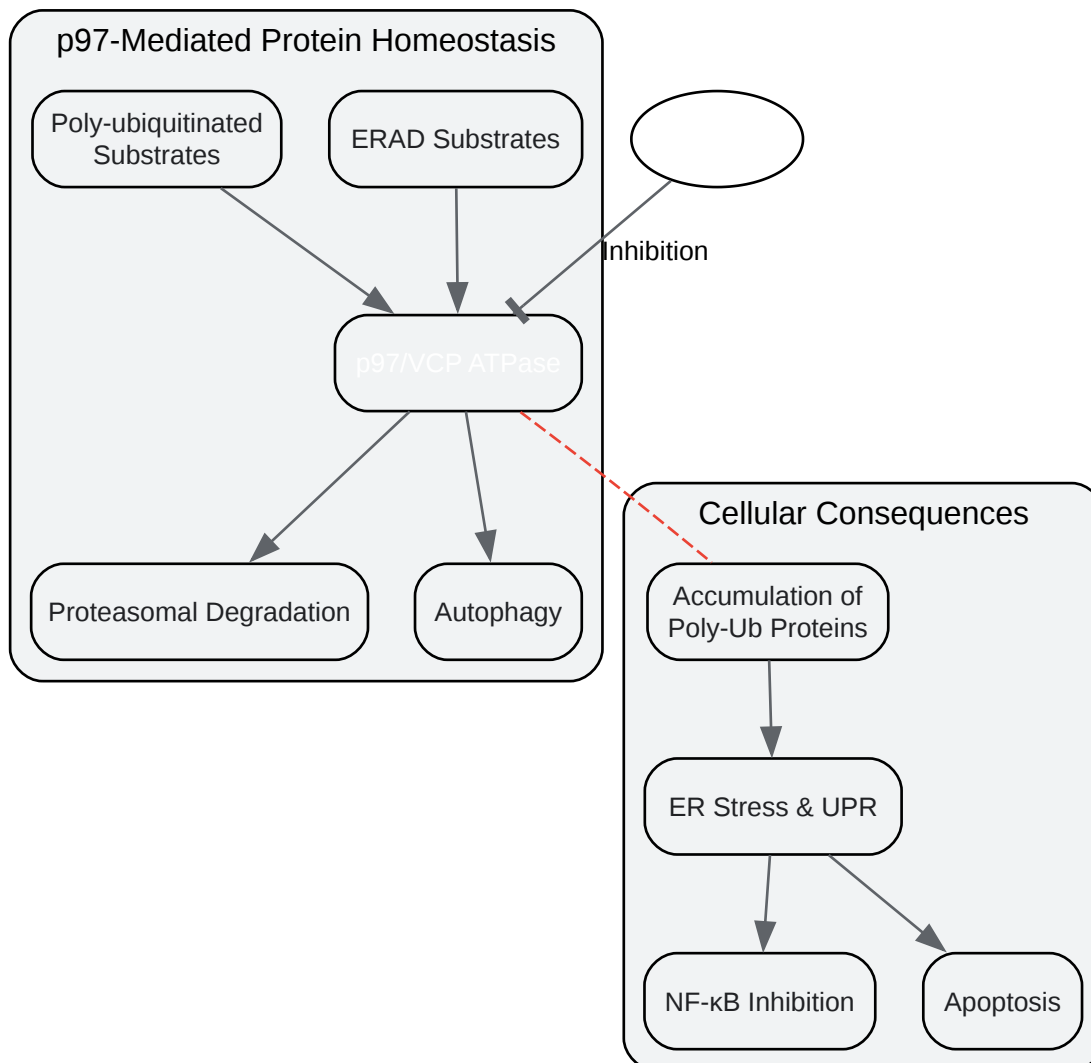 p97-Mediated Protein Homeostasis
Poly-ubiquitinated
Substrates
ERAD Substrates
Inhibition
p97/VCP ATPase
Proteasomal Degradation
Autophagy
Cellular Consequences
Accumulation of
Poly-Ub Proteins
ER Stress & UPR
NF-κB Inhibition
Apoptosis